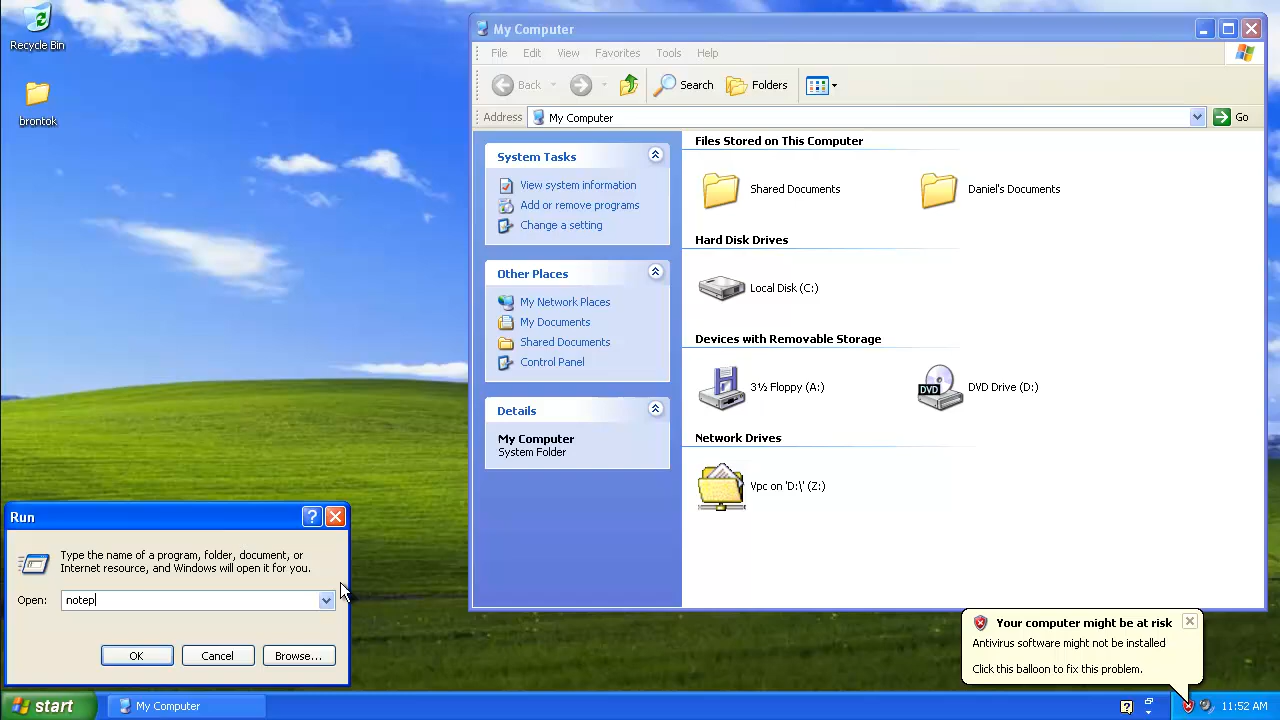 Recycle Bin
brontok
My Computer
File Edit View Favorites Tools Help
Back Search Folders
Address My Computer Go
System Tasks
View system information
Add or remove programs
Change a setting
Other Places
My Network Places
My Documents
Shared Documents
Control Panel
Details
My Computer
System Folder
Files Stored on This Computer
Shared Documents Daniel's Documents
Hard Disk Drives
Local Disk (C:)
Devices with Removable Storage
3½ Floppy (A:) DVD Drive (D:)
DVD
Network Drives
Vpc on 'D:\' (Z:)
Run
Type the name of a program, folder, document, or
Internet resource, and Windows will open it for you.
Open: notep
OK Cancel Browse...
Your computer might be at risk
Antivirus software might not be installed
Click this balloon to fix this problem.
start My Computer 11:52 AM